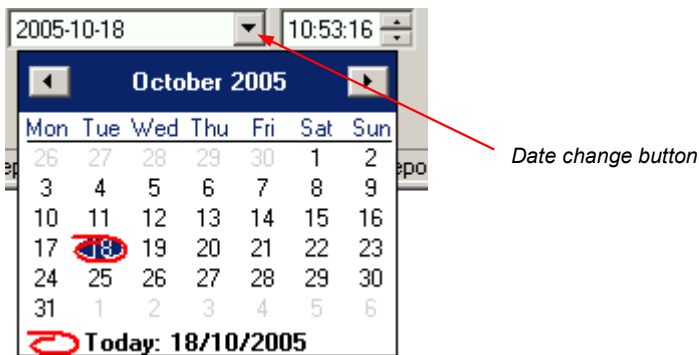 2005-10-18 10:53:16
October 2005
Mon Tue Wed Thu Fri Sat Sun
26 27 28 29 30 1 2
3 4 5 6 7 8 9
10 11 12 13 14 15 16
17 18 19 20 21 22 23
24 25 26 27 28 29 30
31 1 2 3 4 5 6
Today: 18/10/2005
Date change button